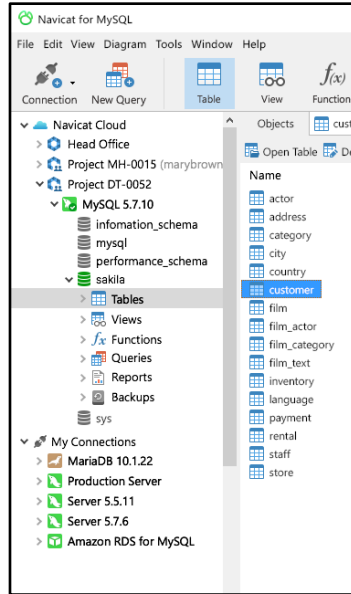 Navicat for MySQL
File Edit View Diagram Tools Window Help
Connection New Query Table View Function
Navicat Cloud
Head Office
Project MH-0015 (marybrown
Project DT-0052
MySQL 5.7.10
infomation_schema
mysql
performance_schema
sakila
Tables
Views
Functions
Queries
Reports
Backups
sys
My Connections
MariaDB 10.1.22
Production Server
Server 5.5.11
Server 5.7.6
Amazon RDS for MySQL
Objects
Open Table
Name
actor
address
category
city
country
customer
film
film_actor
film_category
film_text
inventory
language
payment
rental
staff
store